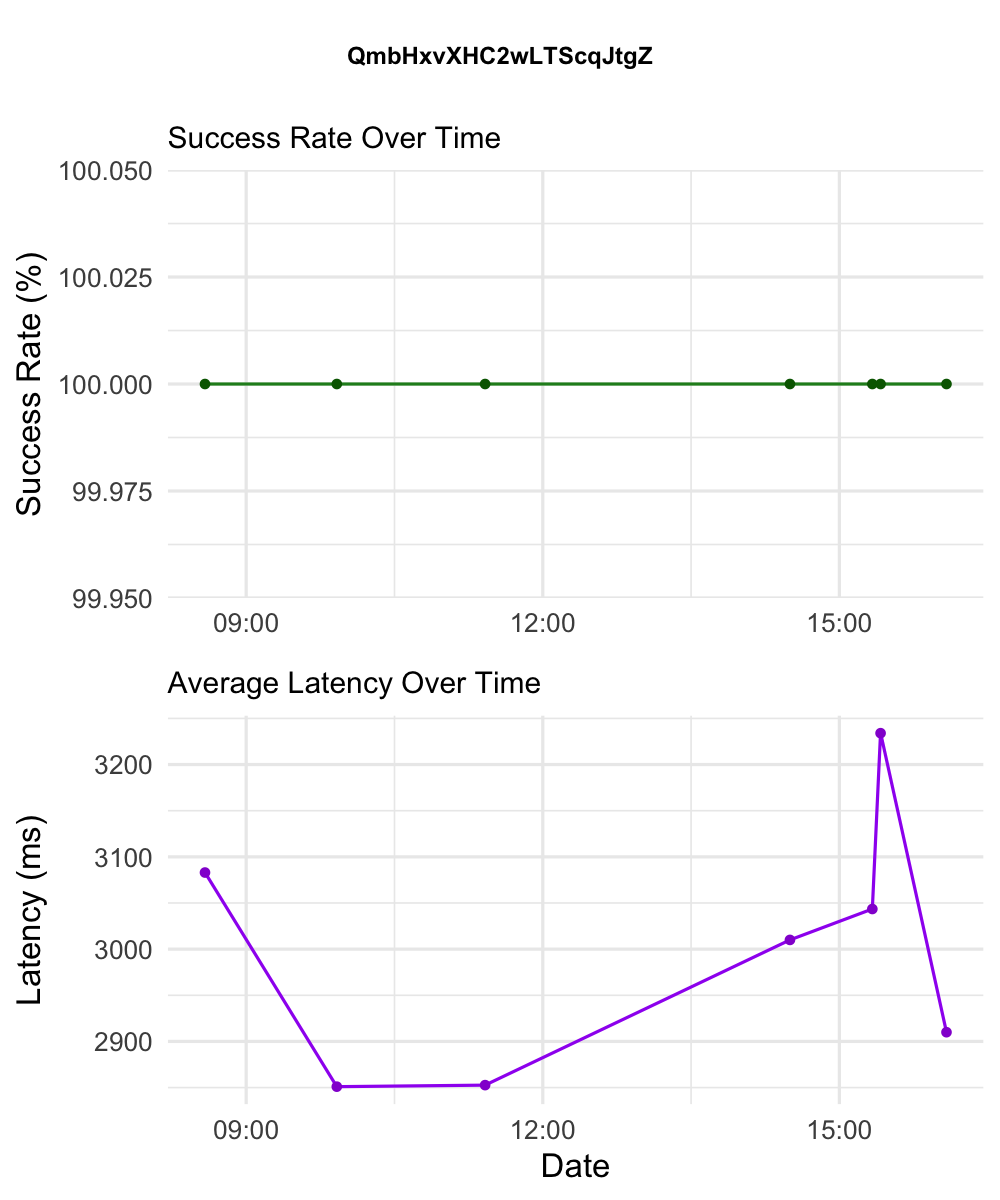 QmbHxvXHC2wLTScqJtgZ
Success Rate Over Time
Success Rate (%)
100.050
100.025
100.000
99.975
99.950
09:00 12:00 15:00
Average Latency Over Time
Latency (ms)
3200
3100
3000
2900
09:00 12:00 15:00
Date